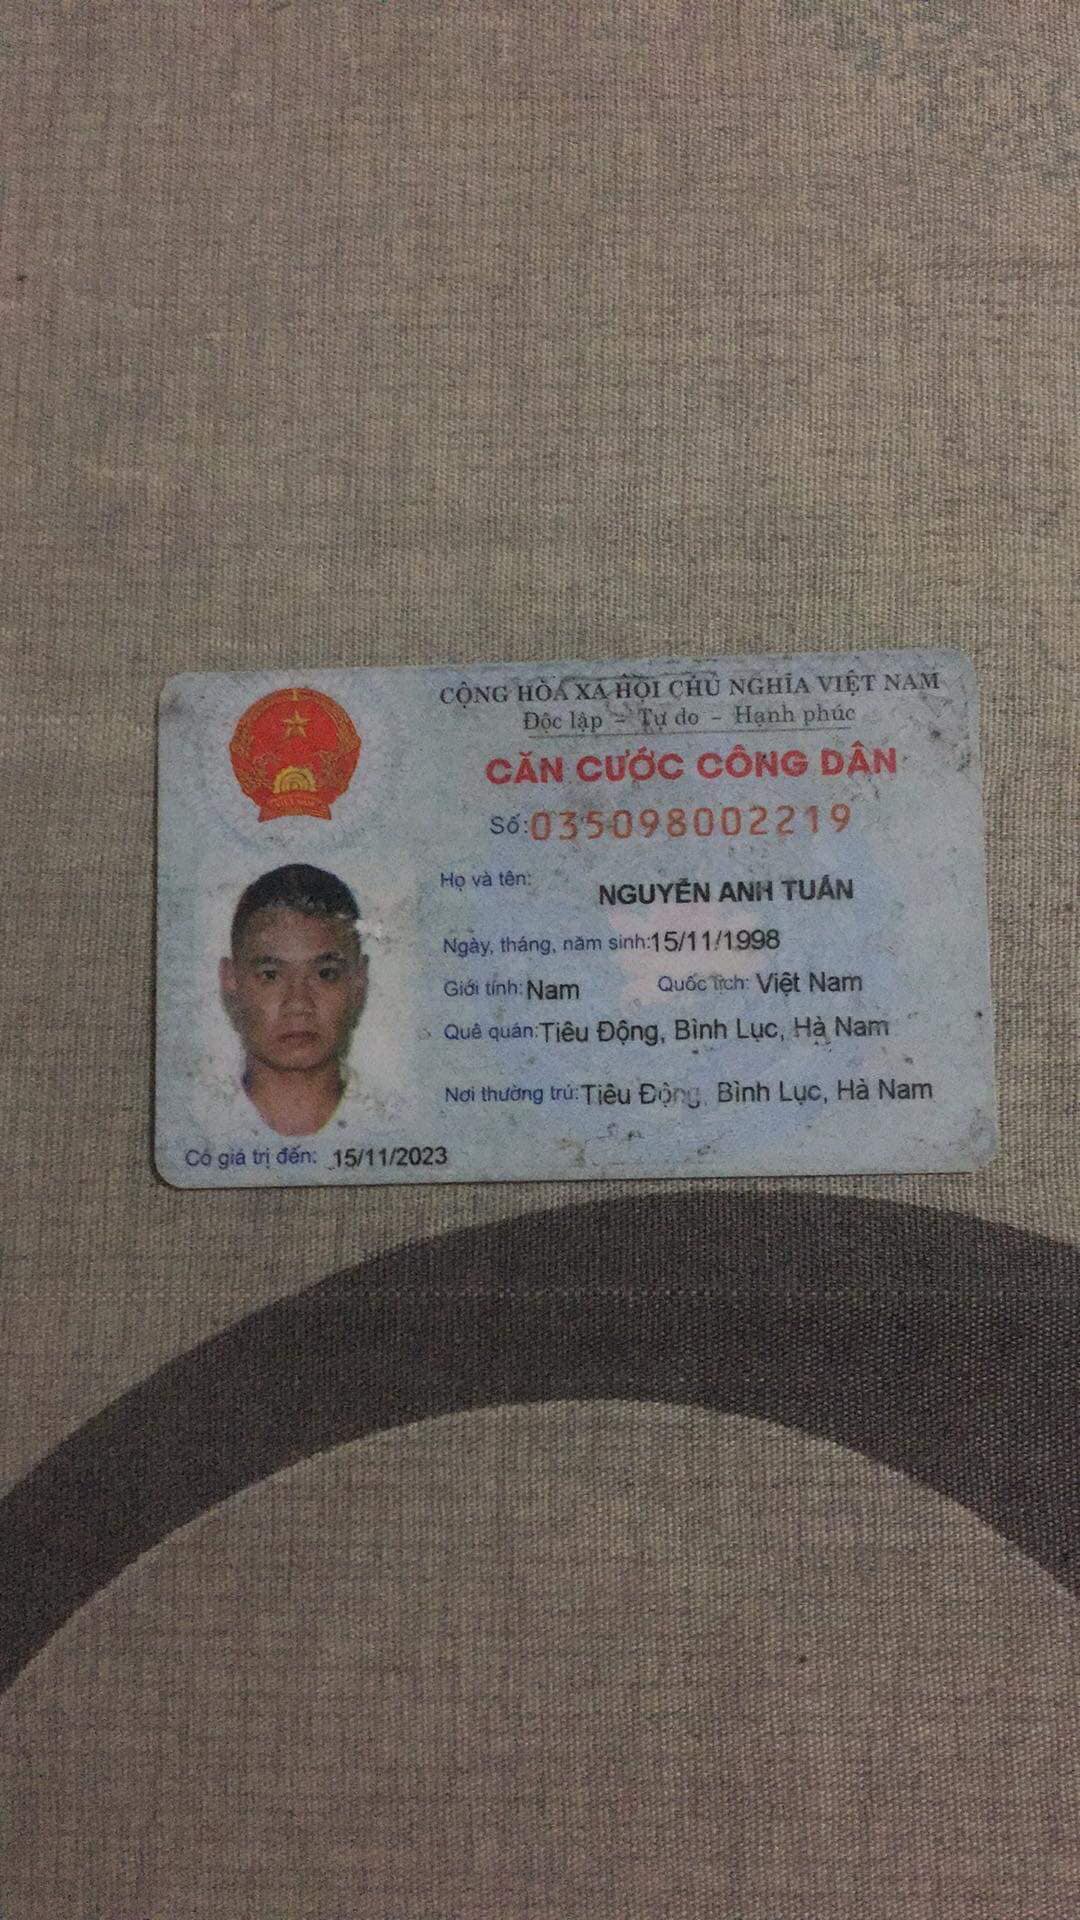 CỘNG HÒA XÃ HỘI CHỦ NGHĨA VIỆT NAM
Độc lập - Tự do - Hạnh phúc
CĂN CƯỚC CÔNG DÂN
Số: 035098002219
Họ và tên: NGUYỄN ANH TUẤN
Ngày, tháng, năm sinh: 15/11/1998
Giới tính: Nam Quốc tịch: Việt Nam
Quê quán: Tiêu Động, Bình Lục, Hà Nam
Nơi thường trú: Tiêu Động, Bình Lục, Hà Nam
Có giá trị đến: 15/11/2023